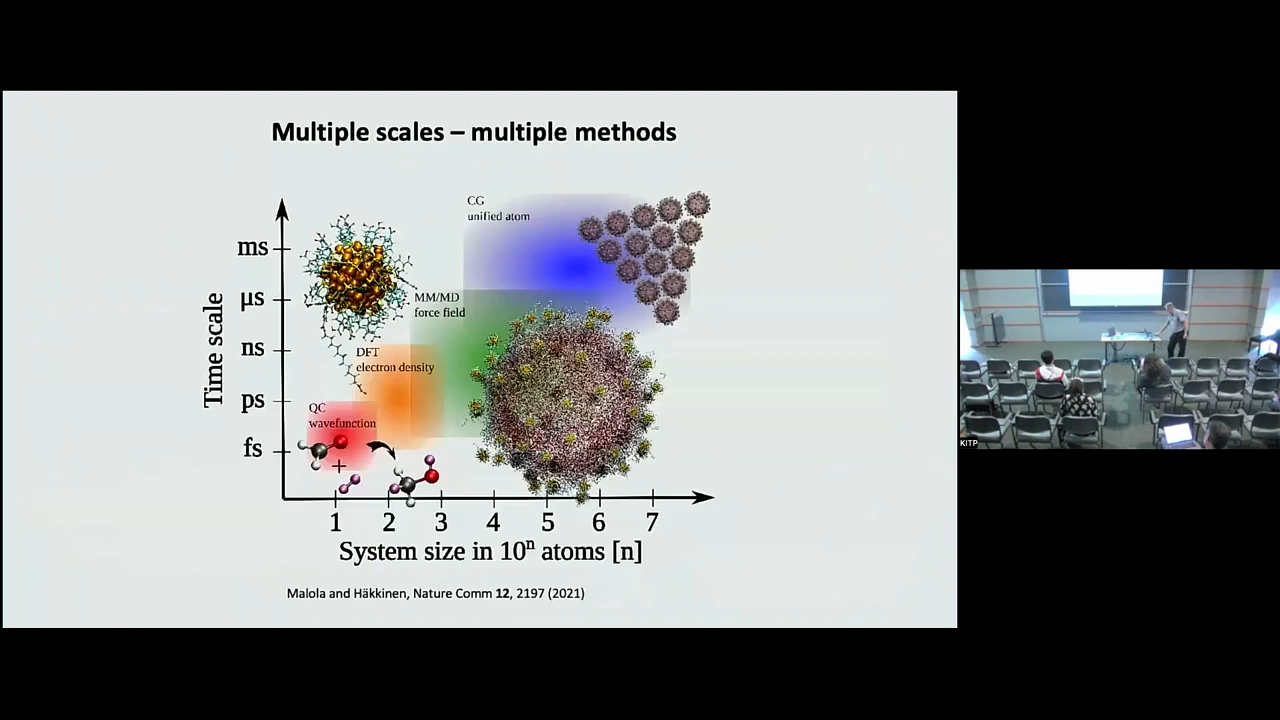 Multiple scales – multiple methods
CG
unified atom
ms
μs
MM/MD
force field
ns
DFT
electron density
ps
QC
wavefunction
fs
+
Time scale
1 2 3 4 5 6 7
System size in 10ⁿ atoms [n]
Malola and Häkkinen, Nature Comm 12, 2197 (2021)
KITP